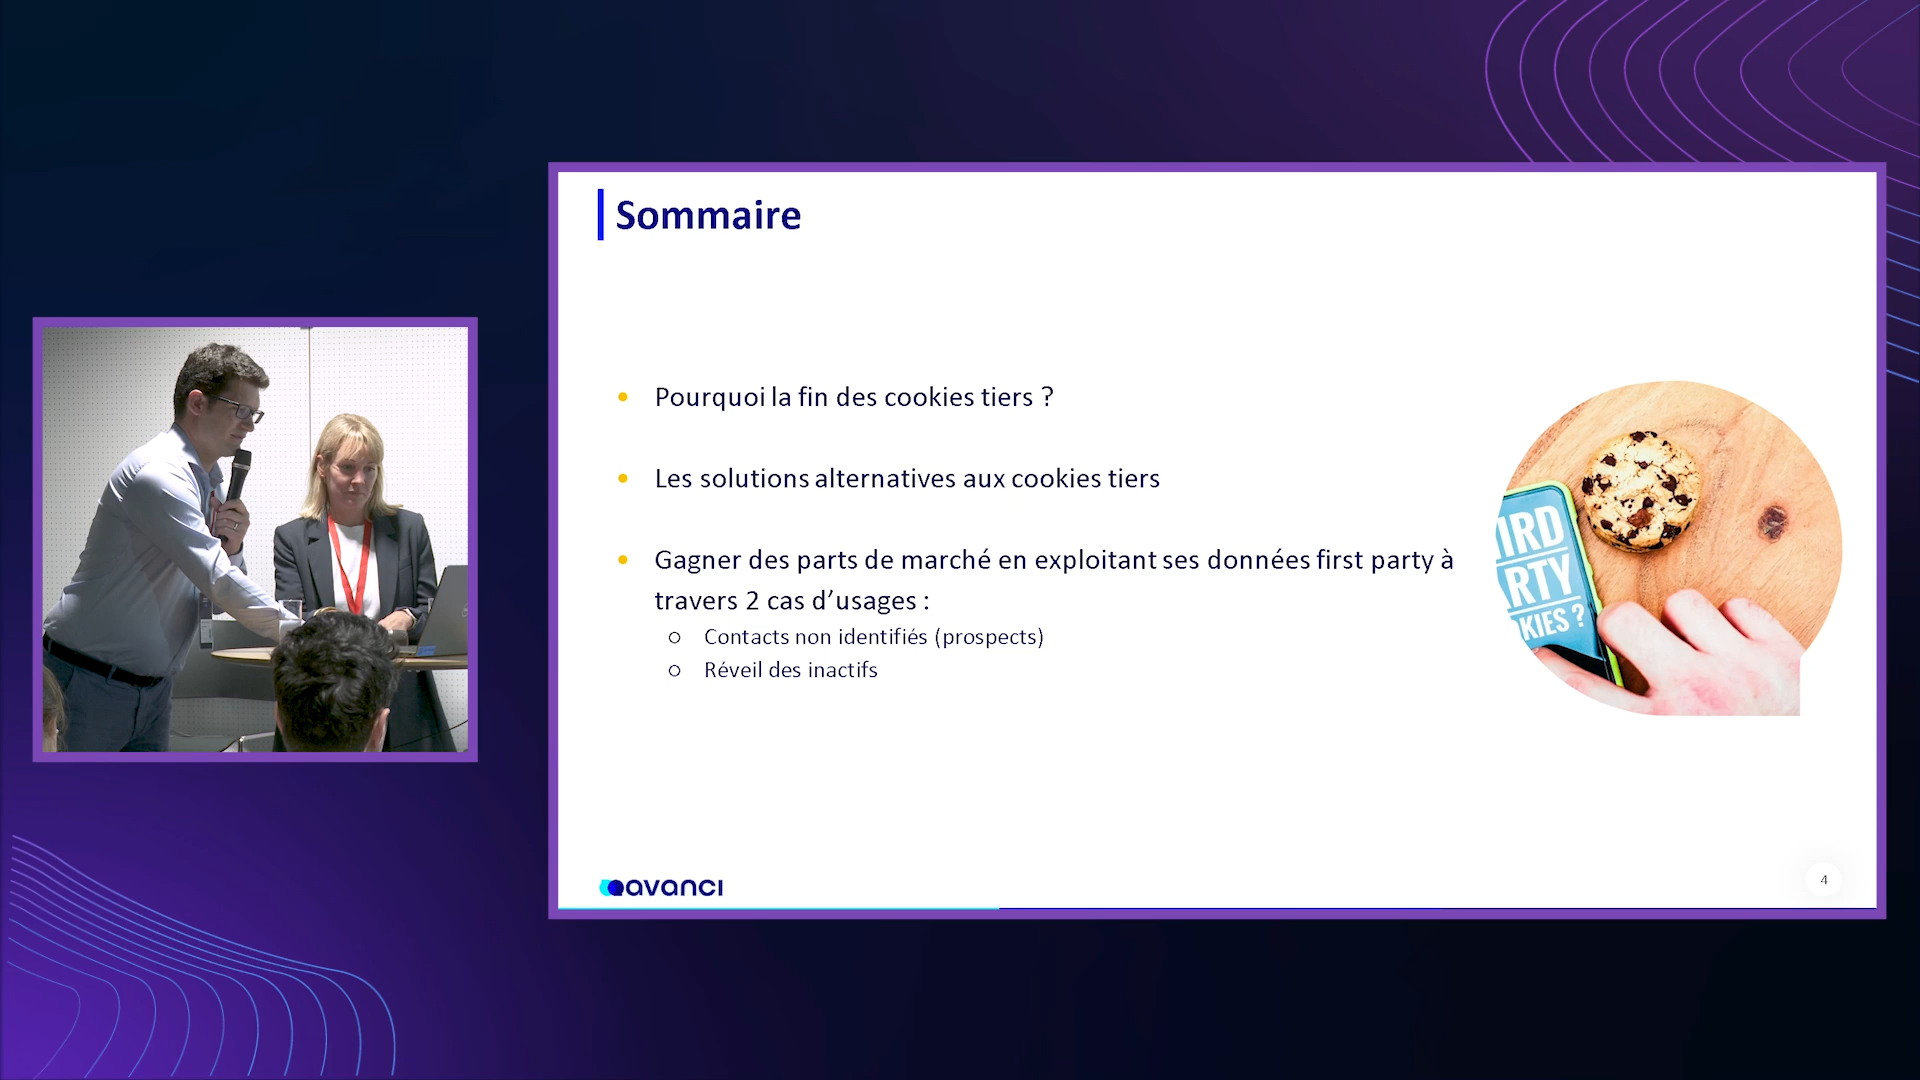 Sommaire
Pourquoi la fin des cookies tiers ?
Les solutions alternatives aux cookies tiers
Gagner des parts de marché en exploitant ses données first party à
travers 2 cas d’usages :
Contacts non identifiés (prospects)
Réveil des inactifs
IRD
RTY
KIES ?
avanci
4